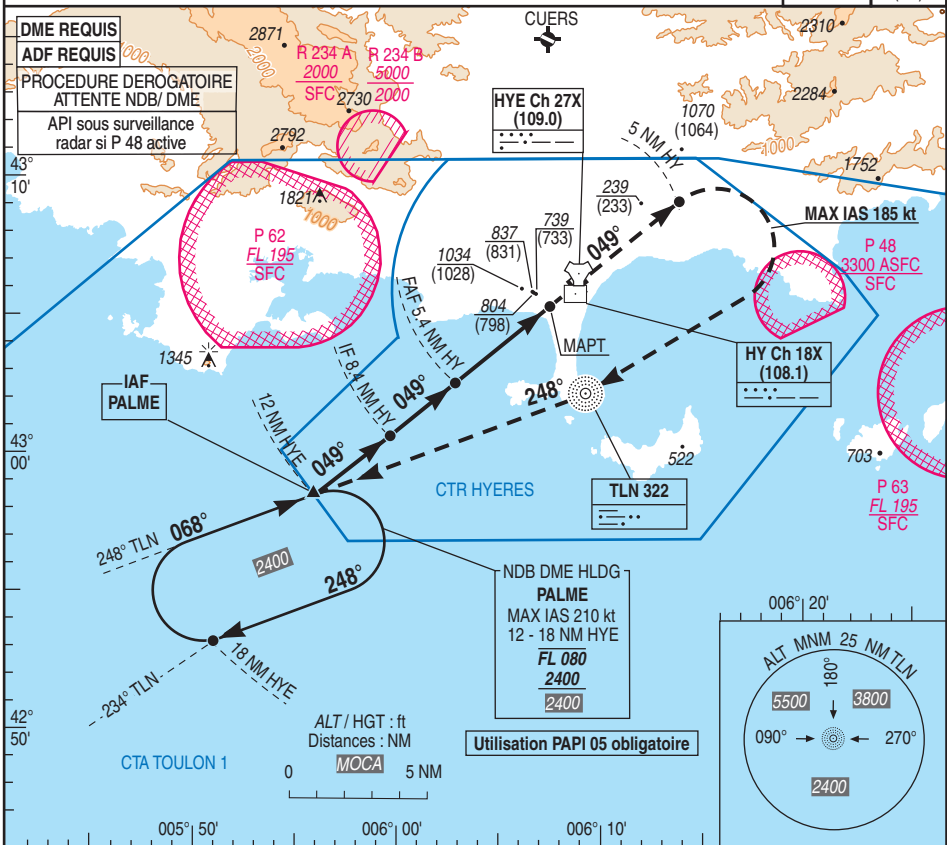 DME REQUIS
ADF REQUIS
PROCEDURE DEROGATOIRE
ATTENTE NDB/ DME
API sous surveillance
radar si P 48 active
2871
2000
1000
2730
2792
R 234 A
2000
SFC
R 234 B
5000
2000
CUERS
2310
2284
1000
1752
1070
(1064)
HYE Ch 27X
(109.0)
5 NM HY
239
(233)
43°
10'
1821
1000
P 62
FL 195
SFC
1345
739
(733)
837
(831)
1034
(1028)
804
(798)
049°
MAX IAS 185 kt
P 48
3300 ASFC
SFC
MAPT
HY Ch 18X
(108.1)
FAF 5.4 NM HY
IF 8.4 NM HY
049°
248°
IAF
PALME
12 NM HYE
049°
43°
00'
522
703
CTR HYERES
TLN 322
P 63
FL 195
SFC
248° TLN
068°
2400
248°
234° TLN
18 NM HYE
NDB DME HLDG
PALME
MAX IAS 210 kt
12 - 18 NM HYE
FL 080
2400
2400
42°
50'
CTA TOULON 1
ALT / HGT : ft
Distances : NM
MOCA
0 5 NM
Utilisation PAPI 05 obligatoire
006° 20'
ALT MNM 25 NM TLN
180°
5500
3800
090°
270°
2400
005° 50'
006° 00'
006° 10'